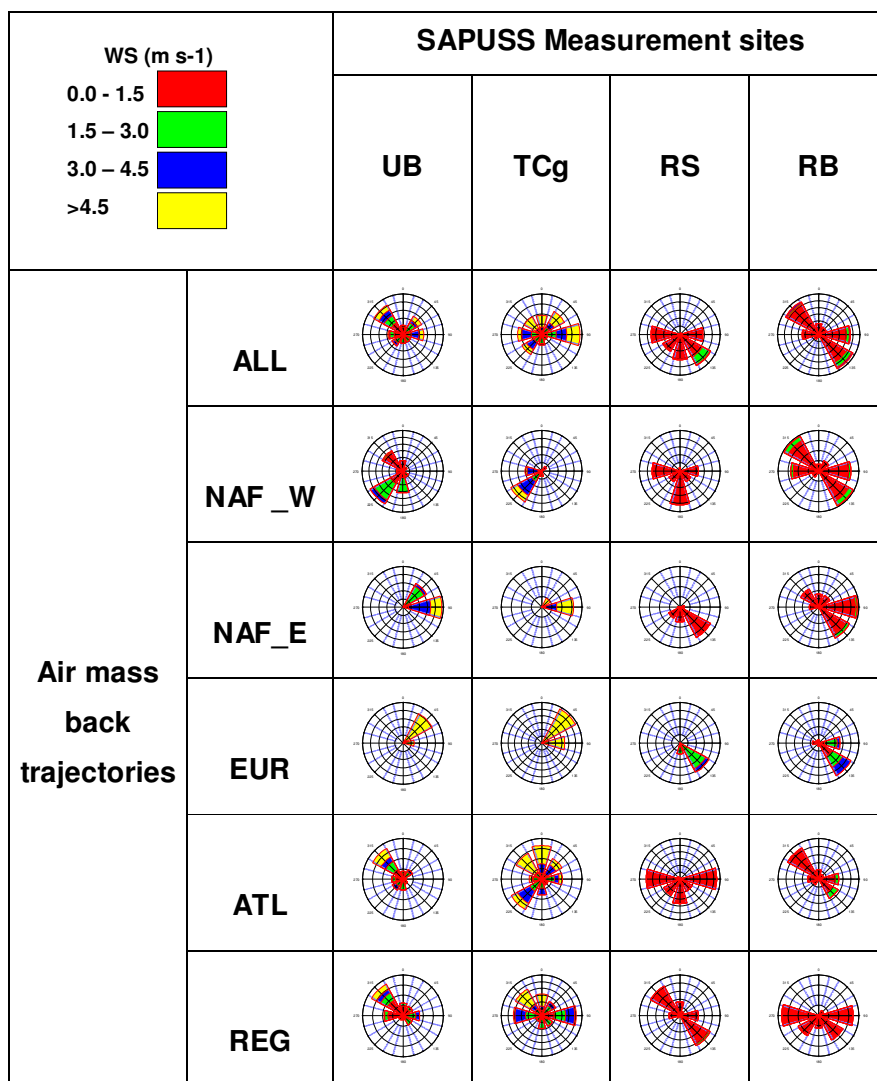 WS (m s-1)
0.0 - 1.5
1.5 – 3.0
3.0 – 4.5
>4.5
SAPUSS Measurement sites
UB
TCg
RS
RB
Air mass
back
trajectories
ALL
NAF _W
NAF_E
EUR
ATL
REG